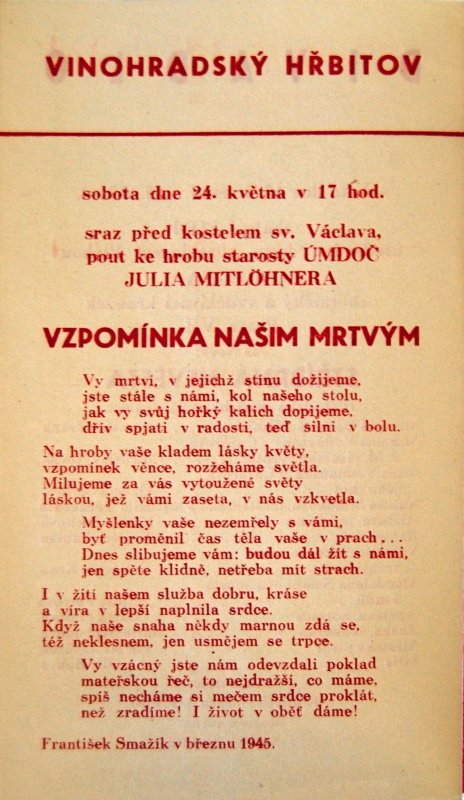 VINOHRADSKÝ HŘBITOV
sobota dne 24. května v 17 hod.
sraz před kostelem sv. Václava,
pout ke hrobu starosty ÚMDOČ
JULIA MITLÖHNERA
VZPOMÍNKA NAŠIM MRTVÝM
Vy mrtví, v jejichž stínu dožijeme,
jste stále s námi, kol našeho stolu,
jak vy svůj hořký kalich dopijeme,
dřív spjati v radosti, teď silni v bolu.
Na hroby vaše kladem lásky květy,
vzpomínek věnce, rozžeháme světla.
Milujeme za vás vytoužené světy
láskou, jež vámi zaseta, v nás vzkvetla.
Myšlenky vaše nezemřely s vámi,
byť proměnil čas těla vaše v prach...
Dnes slibujeme vám: budou dál žít s námi,
jen spěte klidně, netřeba mít strach.
I v žití našem služba dobru, kráse
a víra v lepší naplnila srdce.
Když naše snaha někdy marnou zdá se,
též neklesnem, jen usmějem se trpce.
Vy vzácný jste nám odevzdali poklad
mateřskou řeč, to nejdražší, co máme,
spíš necháme si mečem srdce proklát,
než zradíme! I život v oběť dáme!
František Smažík v březnu 1945.